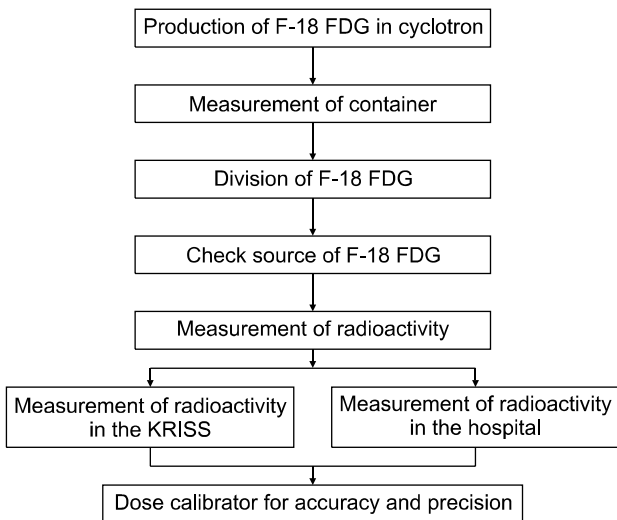 Production of F-18 FDG in cyclotron
Measurement of container
Division of F-18 FDG
Check source of F-18 FDG
Measurement of radioactivity
Measurement of radioactivity
in the KRISS
Measurement of radioactivity
in the hospital
Dose calibrator for accuracy and precision